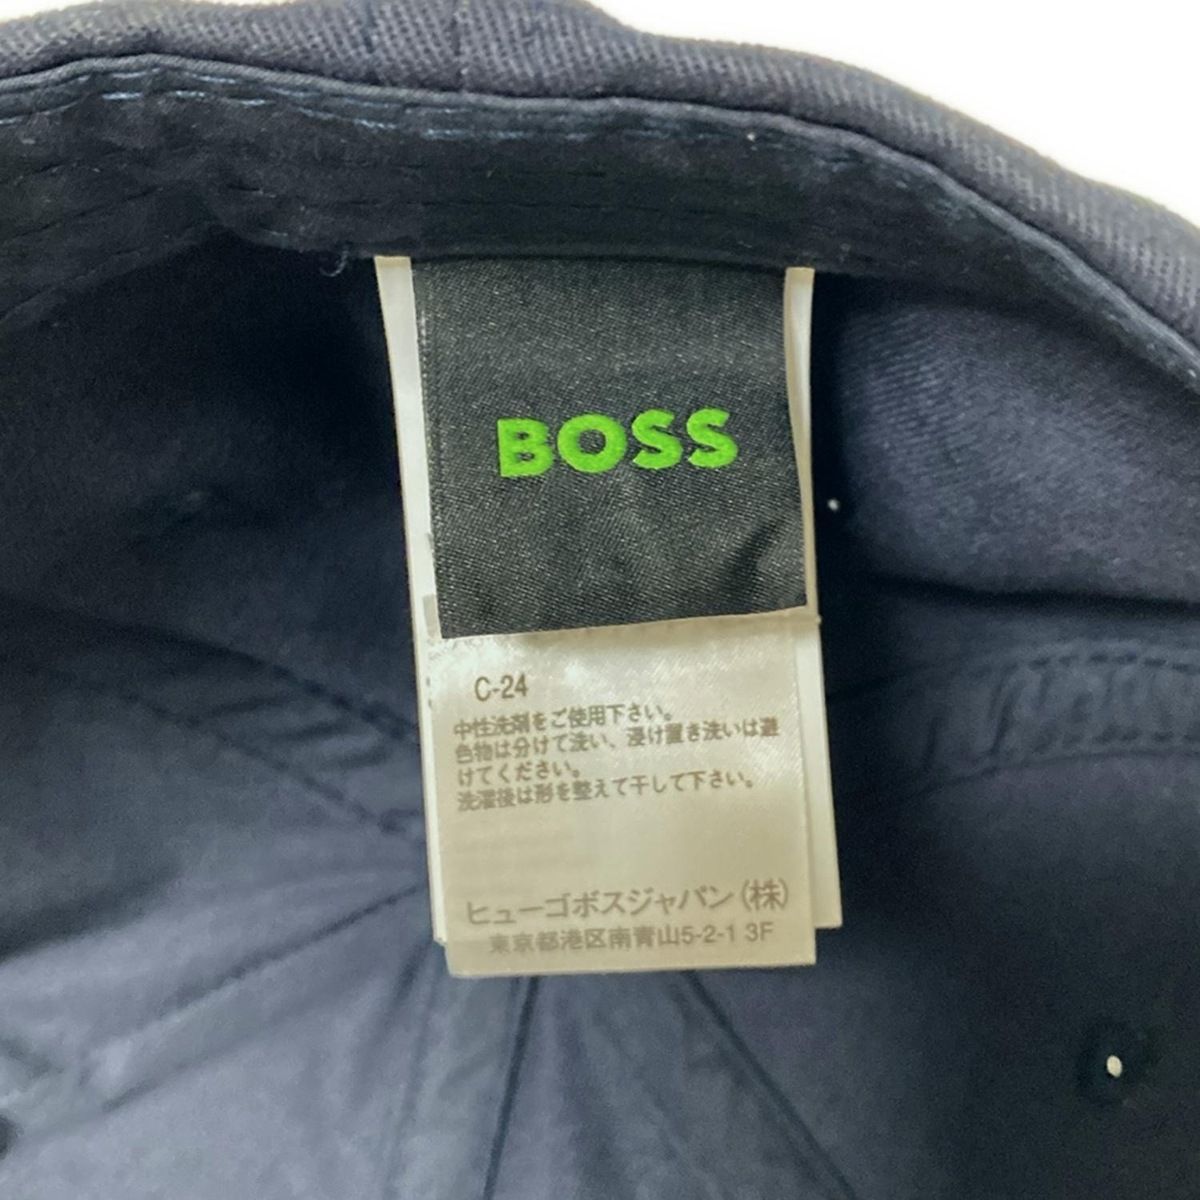 BOSS
C-24
中性洗剤をご使用下さい。
色物は分けて洗い、浸け置き洗いは避
けてください。
洗濯後は形を整えて干して下さい。
ヒューゴボスジャパン(株)
東京都港区南青山5-2-1 3F